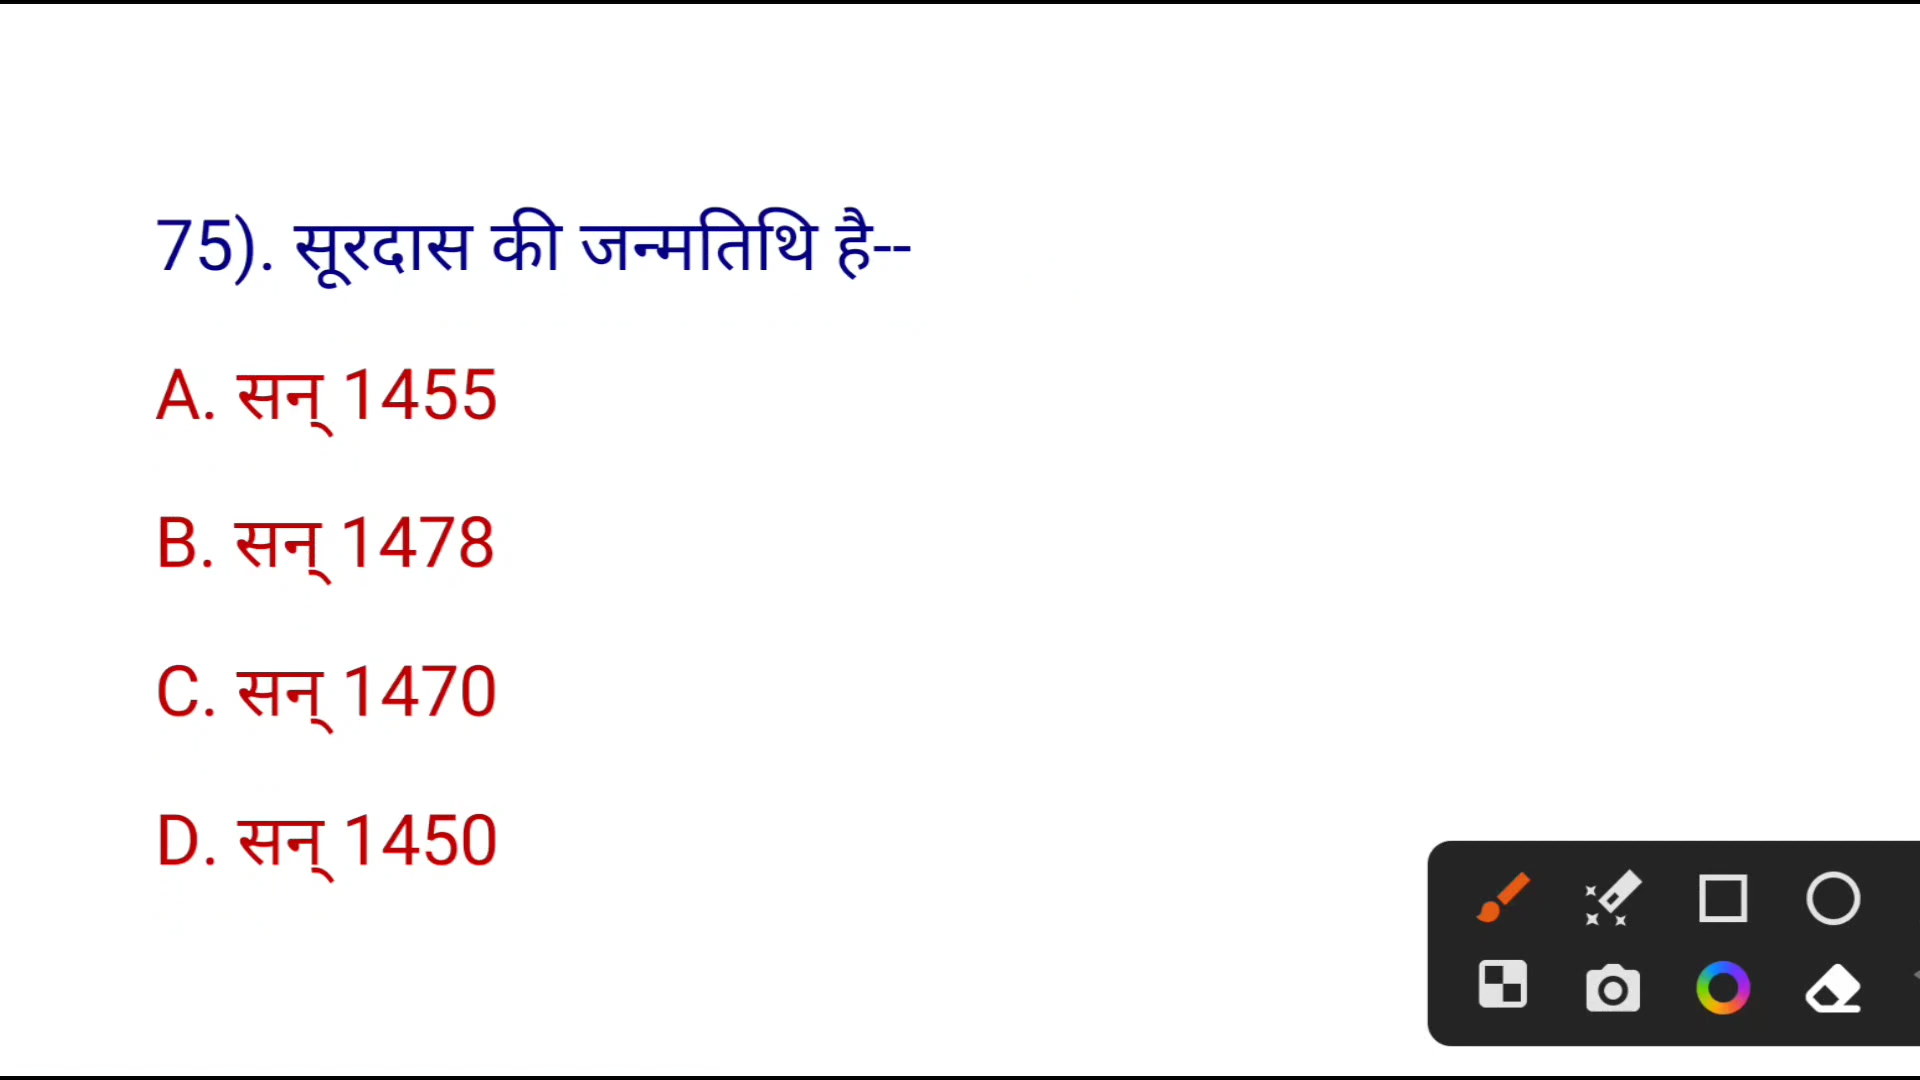 75). सूरदास की जन्मतिथि है--
A. सन् 1455
B. सन् 1478
C. सन् 1470
D. सन् 1450